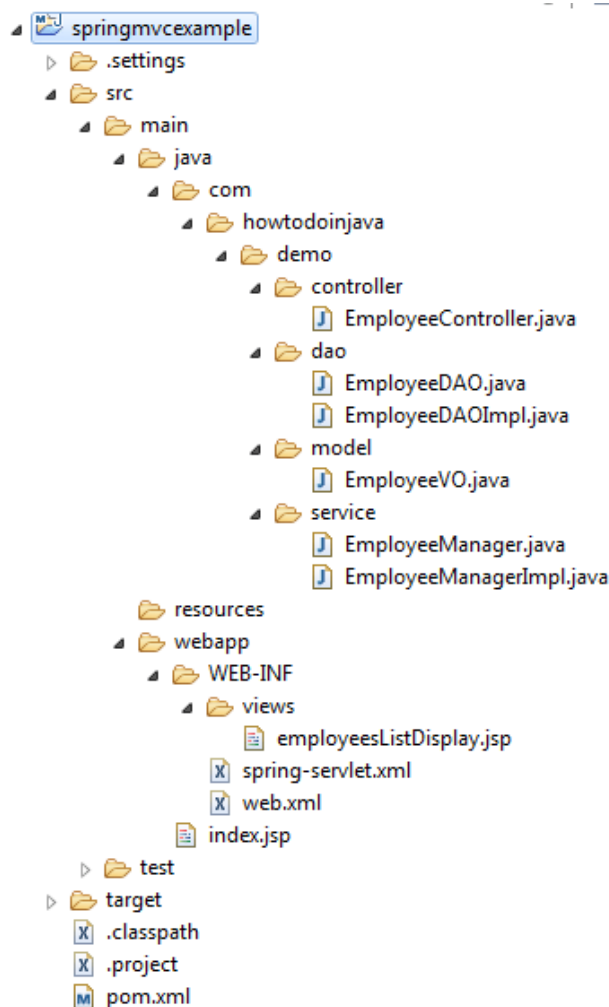 springmvcexample
.settings
src
main
java
com
howtodoinjava
demo
controller
EmployeeController.java
dao
EmployeeDAO.java
EmployeeDAOImpl.java
model
EmployeeVO.java
service
EmployeeManager.java
EmployeeManagerImpl.java
resources
webapp
WEB-INF
views
employeesListDisplay.jsp
spring-servlet.xml
web.xml
index.jsp
test
target
.classpath
.project
pom.xml